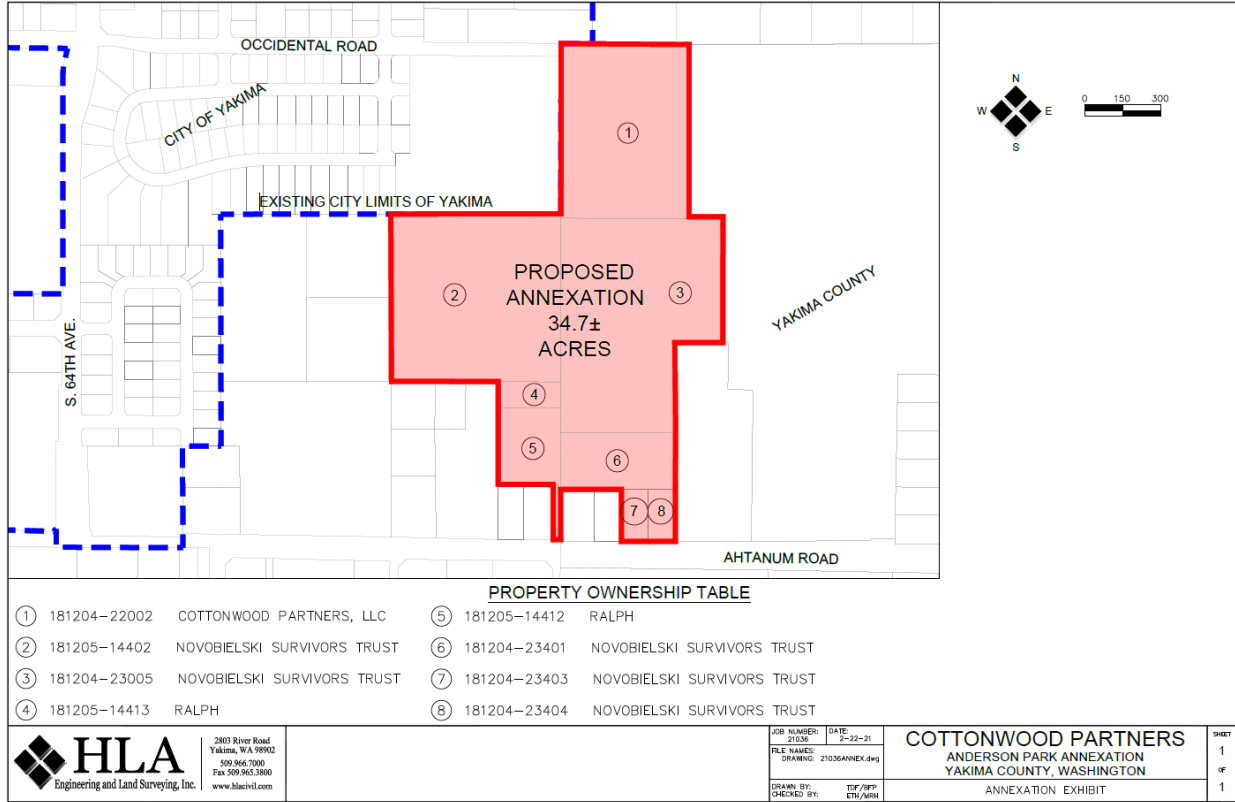 OCCIDENTAL ROAD
CITY OF YAKIMA
EXISTING CITY LIMITS OF YAKIMA
S. 64TH AVE.
PROPOSED
ANNEXATION
34.7±
ACRES
1
2
3
4
5
6
7
8
YAKIMA COUNTY
AHTANUM ROAD
N
W E
S
0 150 300
PROPERTY OWNERSHIP TABLE
1 181204-22002 COTTONWOOD PARTNERS, LLC
2 181205-14402 NOVOBIELSKI SURVIVORS TRUST
3 181204-23005 NOVOBIELSKI SURVIVORS TRUST
4 181205-14413 RALPH
5 181205-14412 RALPH
6 181204-23401 NOVOBIELSKI SURVIVORS TRUST
7 181204-23403 NOVOBIELSKI SURVIVORS TRUST
8 181204-23404 NOVOBIELSKI SURVIVORS TRUST
HLA
Engineering and Land Surveying, Inc.
2803 River Road
Yakima, WA 98902
509.966.7000
Fax 509.965.3800
www.hlacivil.com
JOB NUMBER: 21036
DATE: 2-22-21
FILE NAMES:
DRAWING: 21036ANNEX.dwg
DRAWN BY: TDF/BFP
CHECKED BY: ETH/MRH
COTTONWOOD PARTNERS
ANDERSON PARK ANNEXATION
YAKIMA COUNTY, WASHINGTON
ANNEXATION EXHIBIT
SHEET
1
OF
1